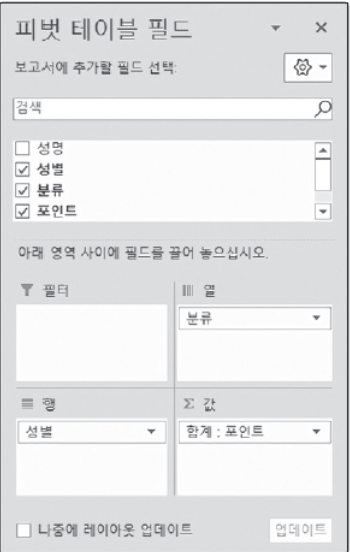 피벗 테이블 필드
보고서에 추가할 필드 선택:
검색
성명
성별
분류
포인트
아래 영역 사이에 필드를 끌어 놓으십시오.
필터
열
분류
행
Σ 값
성별
합계 : 포인트
나중에 레이아웃 업데이트
업데이트